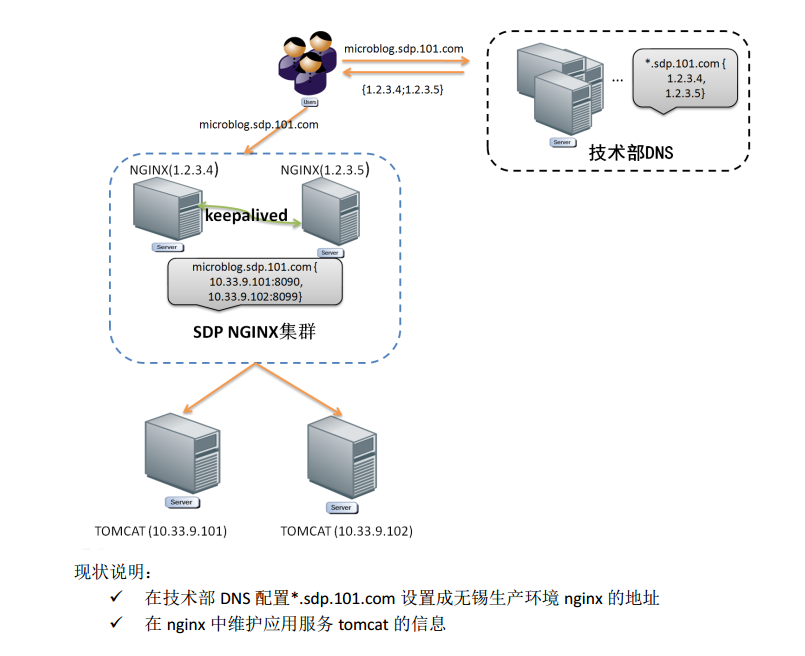 microblog.sdp.101.com
{1.2.3.4;1.2.3.5}
Users
*.sdp.101.com {
1.2.3.4,
1.2.3.5}
...
Server
技术部DNS
microblog.sdp.101.com
NGINX(1.2.3.4)
NGINX(1.2.3.5)
keepalived
Server
Server
microblog.sdp.101.com {
10.33.9.101:8090,
10.33.9.102:8099}
SDP NGINX集群
Server
Server
TOMCAT (10.33.9.101)
TOMCAT (10.33.9.102)
现状说明：
✓ 在技术部 DNS 配置*.sdp.101.com 设置成无锡生产环境 nginx 的地址
✓ 在 nginx 中维护应用服务 tomcat 的信息